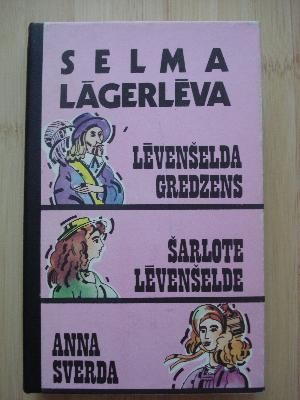 SELMA
LĀGERLĒVA
LĒVENŠELDA
GREDZENS
ŠARLOTE
LĒVENŠELDE
ANNA
SVERDA